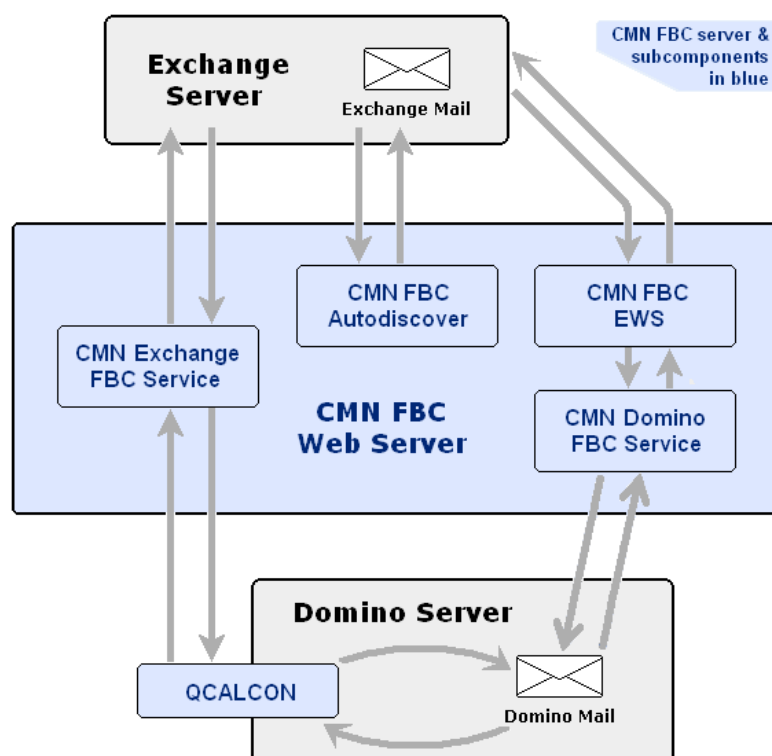 CMN FBC server &
subcomponents
in blue
Exchange
Server
Exchange Mail
CMN FBC
Autodiscover
CMN FBC
EWS
CMN Exchange
FBC Service
CMN FBC
Web Server
CMN Domino
FBC Service
Domino Server
QCALCON
Domino Mail